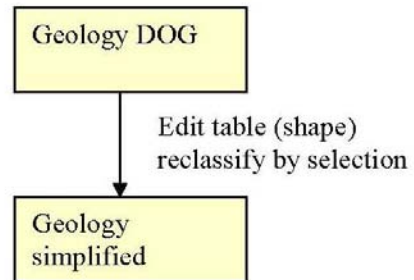 Geology DOG
Edit table (shape)
reclassify by selection
Geology
simplified